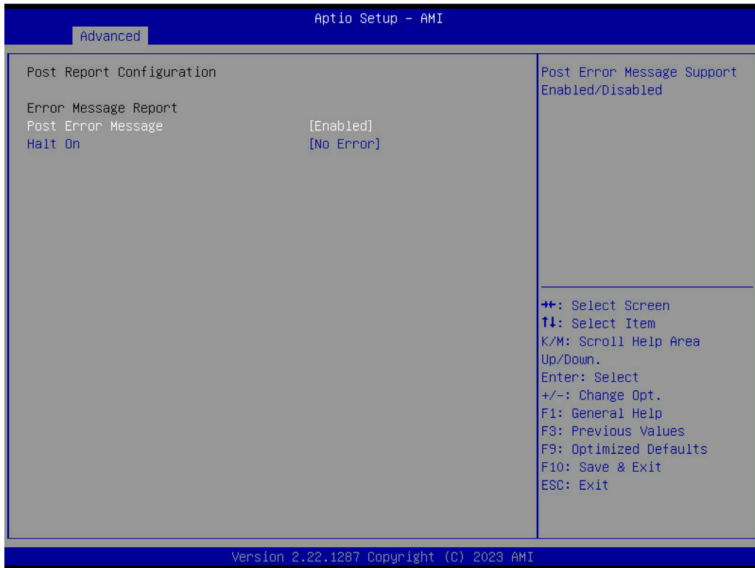 Aptio Setup – AMI
Advanced
Post Report Configuration
Error Message Report
Post Error Message [Enabled]
Halt On [No Error]
Post Error Message Support
Enabled/Disabled
→←: Select Screen
↑↓: Select Item
K/M: Scroll Help Area
Up/Down.
Enter: Select
+/-: Change Opt.
F1: General Help
F3: Previous Values
F9: Optimized Defaults
F10: Save & Exit
ESC: Exit
Version 2.22.1287 Copyright (C) 2023 AMI